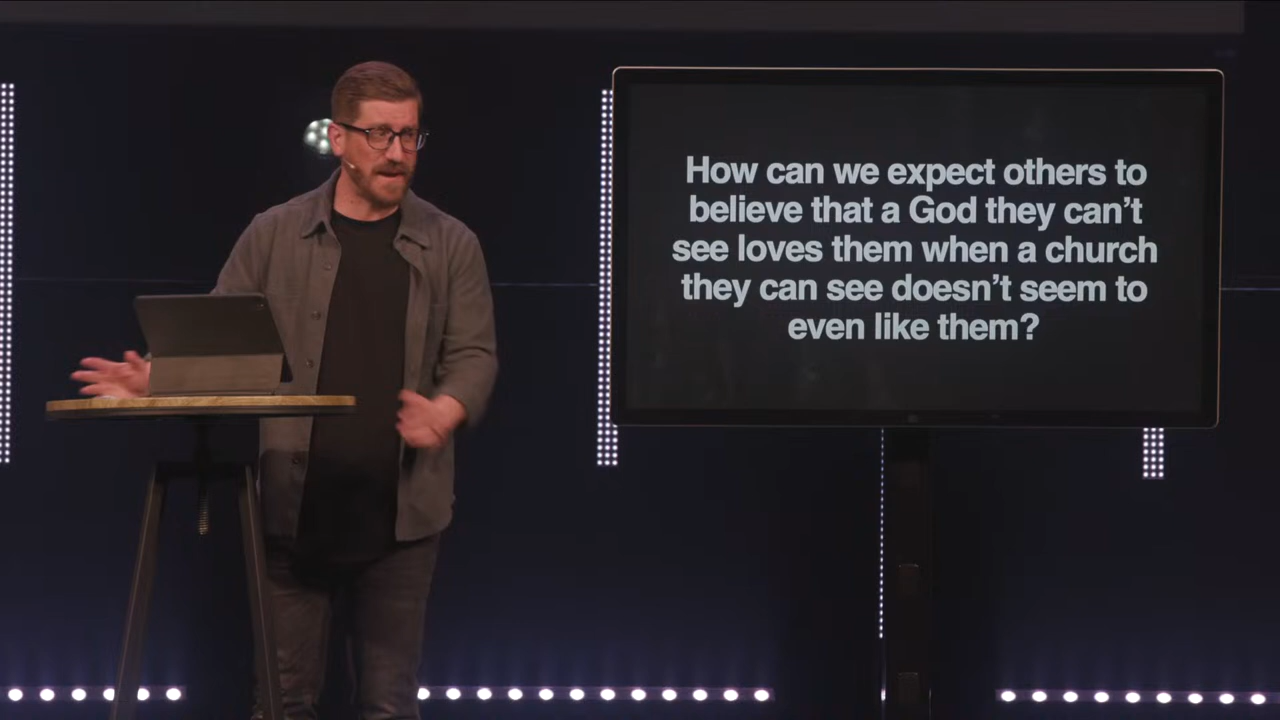 How can we expect others to
believe that a God they can’t
see loves them when a church
they can see doesn’t seem to
even like them?